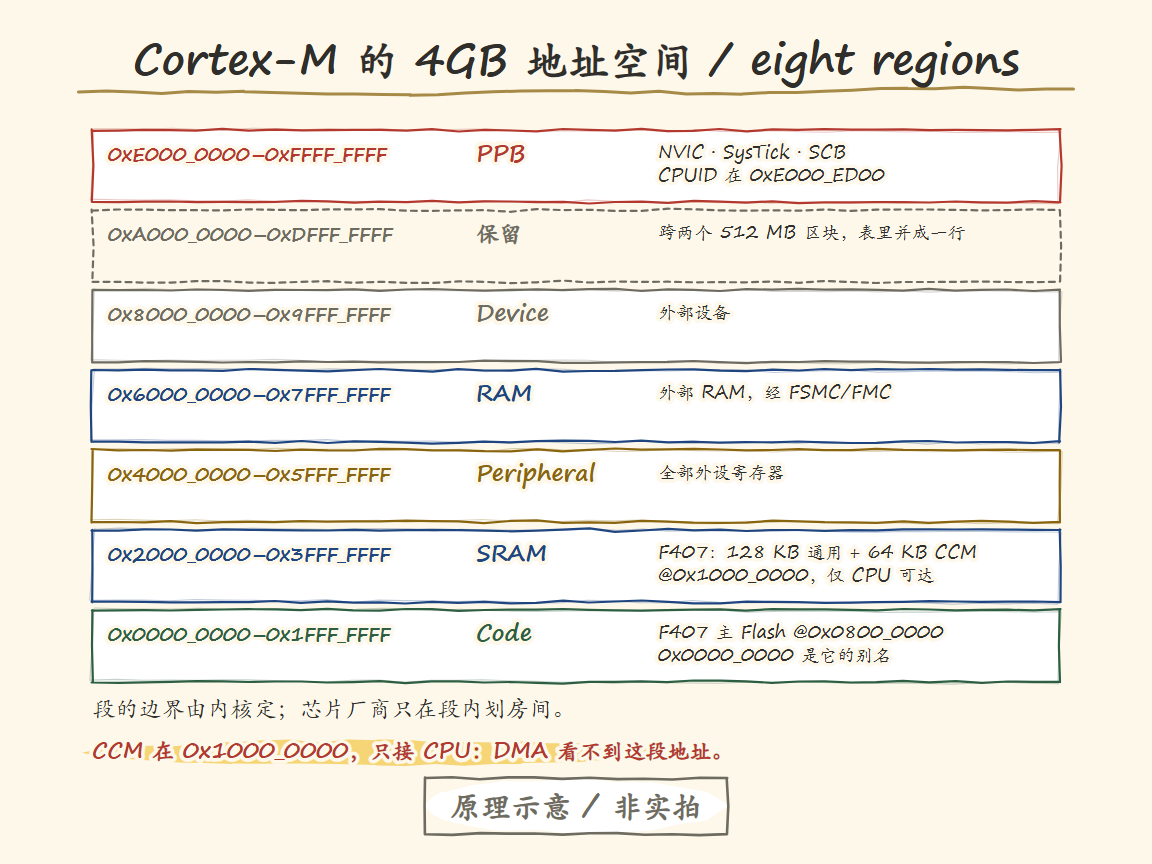 Cortex-M 的 4GB 地址空间 / eight regions
0xE000_0000–0xFFFF_FFFF PPB NVIC · SysTick · SCB
CPUID 在 0xE000_ED00
0xA000_0000–0xDFFF_FFFF 保留 跨两个 512 MB 区块，表里并成一行
0x8000_0000–0x9FFF_FFFF Device 外部设备
0x6000_0000–0x7FFF_FFFF RAM 外部 RAM，经 FSMC/FMC
0x4000_0000–0x5FFF_FFFF Peripheral 全部外设寄存器
0x2000_0000–0x3FFF_FFFF SRAM F407：128 KB 通用 + 64 KB CCM
@0x1000_0000，仅 CPU 可达
0x0000_0000–0x1FFF_FFFF Code F407 主 Flash @0x0800_0000
0x0000_0000 是它的别名
段的边界由内核定；芯片厂商只在段内划房间。
CCM 在 0x1000_0000，只接 CPU：DMA 看不到这段地址。
原理示意 / 非实拍